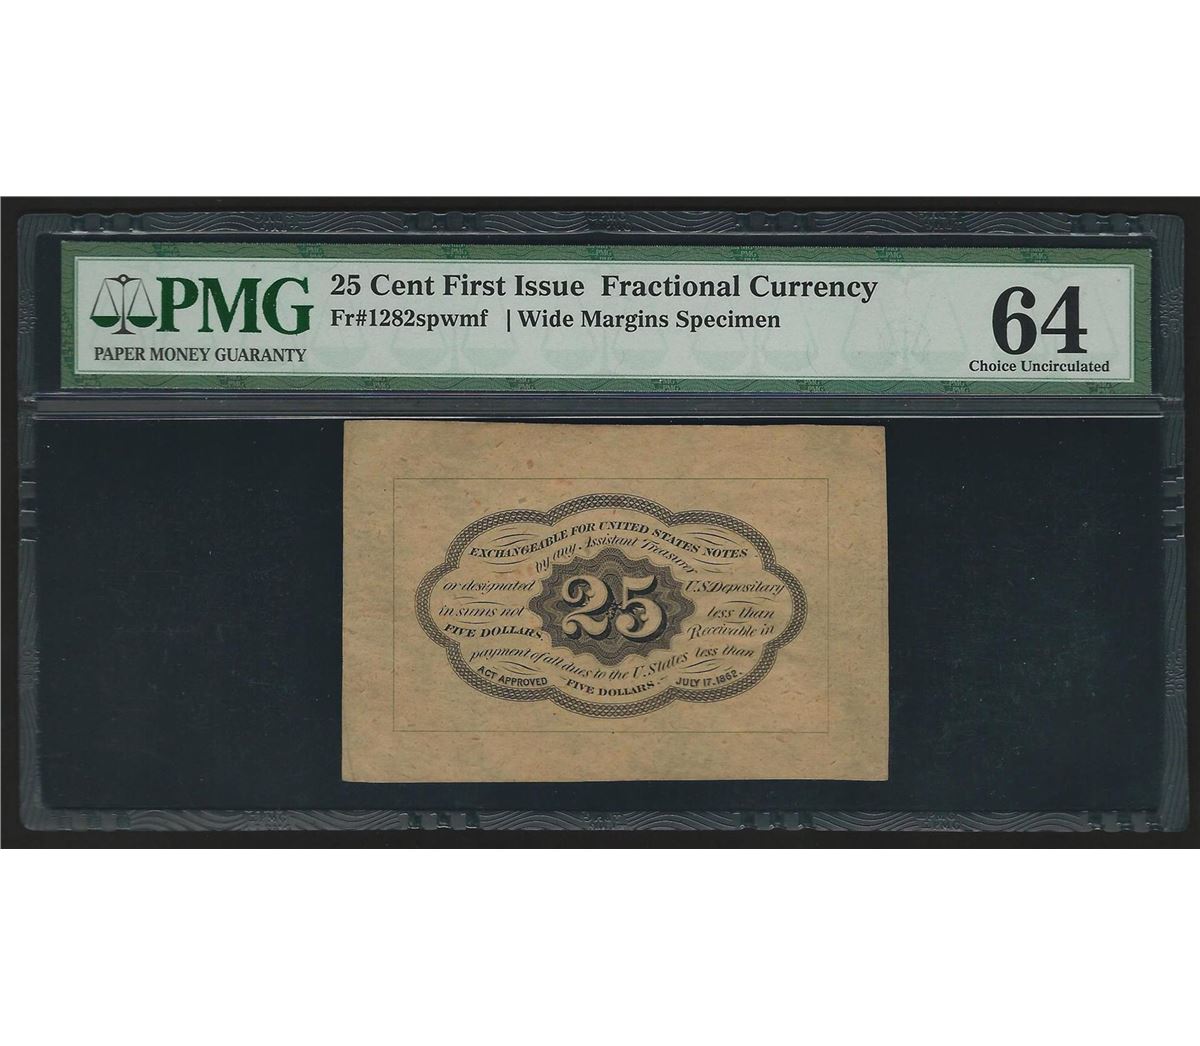 PMG
PAPER MONEY GUARANTY
25 Cent First Issue Fractional Currency
Fr#1282spwmf | Wide Margins Specimen
64
Choice Uncirculated
EXCHANGEABLE FOR UNITED STATES NOTES
by any Assistant Treasurer
or designated U.S. Depositary
in sums not less than
FIVE DOLLARS. Receivable in
payment of all dues to the U. States less than
FIVE DOLLARS.
ACT APPROVED JULY 17. 1862.
25